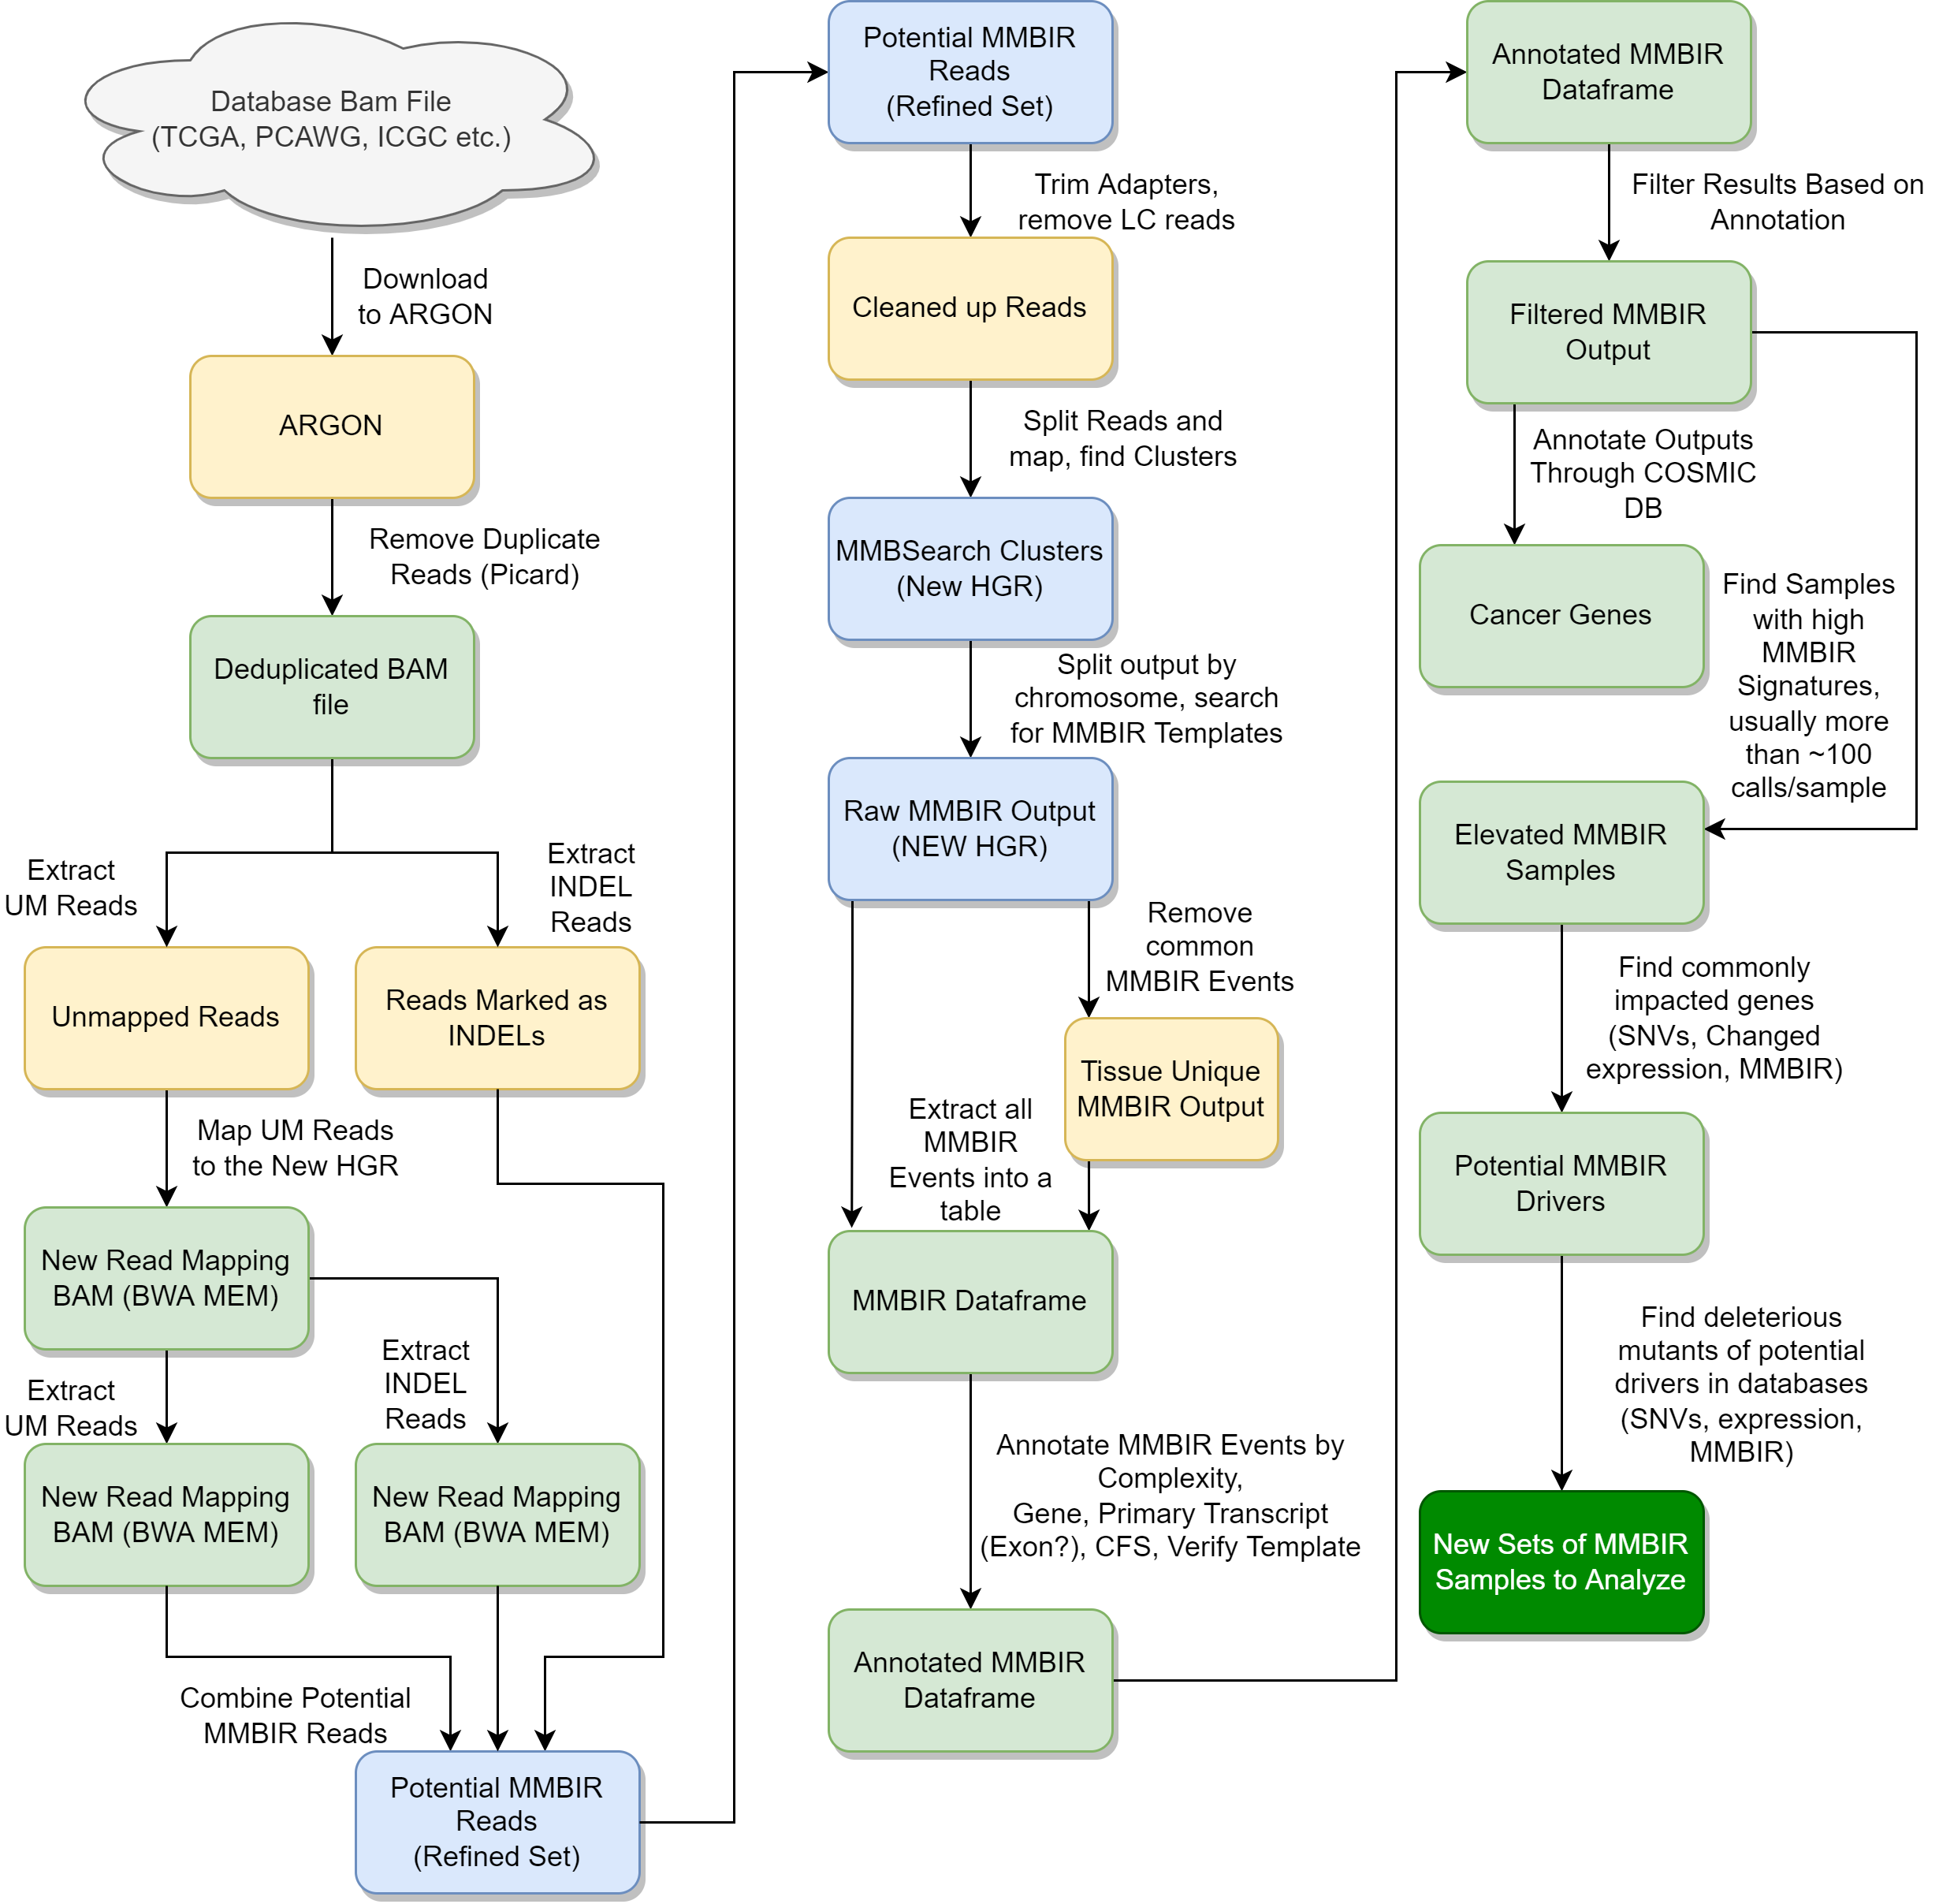 Database Bam File
(TCGA, PCAWG, ICGC etc.)
Download
to ARGON
ARGON
Remove Duplicate
Reads (Picard)
Deduplicated BAM
file
Extract
UM Reads
Extract
INDEL
Reads
Unmapped Reads
Reads Marked as
INDELs
Map UM Reads
to the New HGR
New Read Mapping
BAM (BWA MEM)
Extract
UM Reads
Extract
INDEL
Reads
New Read Mapping
BAM (BWA MEM)
New Read Mapping
BAM (BWA MEM)
Combine Potential
MMBIR Reads
Potential MMBIR
Reads
(Refined Set)
Potential MMBIR
Reads
(Refined Set)
Trim Adapters,
remove LC reads
Cleaned up Reads
Split Reads and
map, find Clusters
MMBSearch Clusters
(New HGR)
Split output by
chromosome, search
for MMBIR Templates
Raw MMBIR Output
(NEW HGR)
Remove
common
MMBIR Events
Tissue Unique
MMBIR Output
Extract all
MMBIR
Events into a
table
MMBIR Dataframe
Annotate MMBIR Events by
Complexity,
Gene, Primary Transcript
(Exon?), CFS, Verify Template
Annotated MMBIR
Dataframe
Annotated MMBIR
Dataframe
Filter Results Based on
Annotation
Filtered MMBIR
Output
Annotate Outputs
Through COSMIC
DB
Cancer Genes
Find Samples
with high
MMBIR
Signatures,
usually more
than ~100
calls/sample
Elevated MMBIR
Samples
Find commonly
impacted genes
(SNVs, Changed
expression, MMBIR)
Potential MMBIR
Drivers
Find deleterious
mutants of potential
drivers in databases
(SNVs, expression,
MMBIR)
New Sets of MMBIR
Samples to Analyze